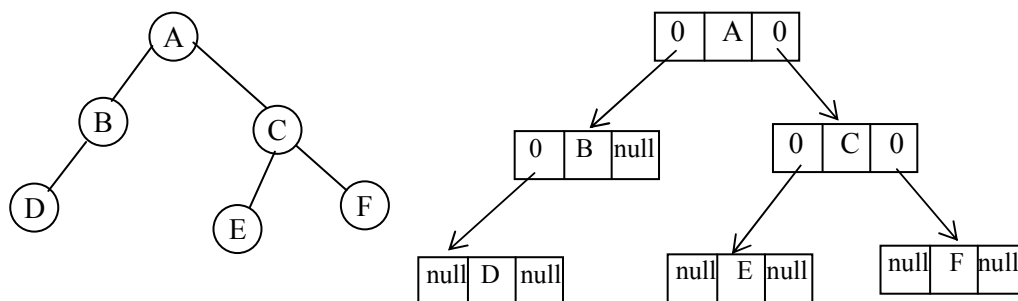 A
B
C
D
E
F
0 A 0
0 B null
0 C 0
null D null
null E null
null F null